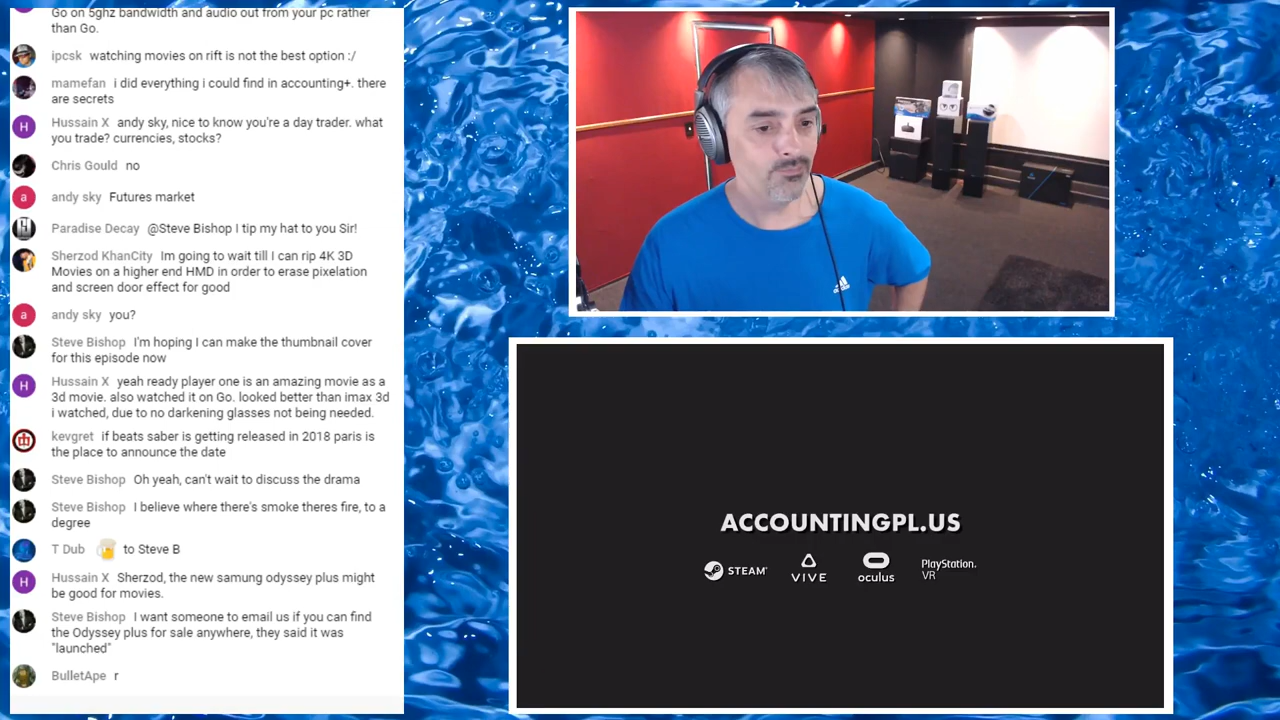 Go on 5ghz bandwidth and audio out from your pc rather
than Go.
ipcsk watching movies on rift is not the best option :/
mamefan i did everything i could find in accounting+. there
are secrets
H Hussain X andy sky, nice to know you're a day trader. what
you trade? currencies, stocks?
Chris Gould no
a andy sky Futures market
Paradise Decay @Steve Bishop I tip my hat to you Sir!
Sherzod KhanCity Im going to wait till I can rip 4K 3D
Movies on a higher end HMD in order to erase pixelation
and screen door effect for good
a andy sky you?
Steve Bishop I'm hoping I can make the thumbnail cover
for this episode now
H Hussain X yeah ready player one is an amazing movie as a
3d movie. also watched it on Go. looked better than imax 3d
i watched, due to no darkening glasses not being needed.
kevgret if beats saber is getting released in 2018 paris is
the place to announce the date
Steve Bishop Oh yeah, can't wait to discuss the drama
Steve Bishop I believe where there's smoke theres fire, to a
degree
T Dub to Steve B
H Hussain X Sherzod, the new samung odyssey plus might
be good for movies.
Steve Bishop I want someone to email us if you can find
the Odyssey plus for sale anywhere, they said it was
"launched"
BulletApe r
adidas
ACCOUNTINGPL.US
STEAM® VIVE oculus PlayStation.
VR